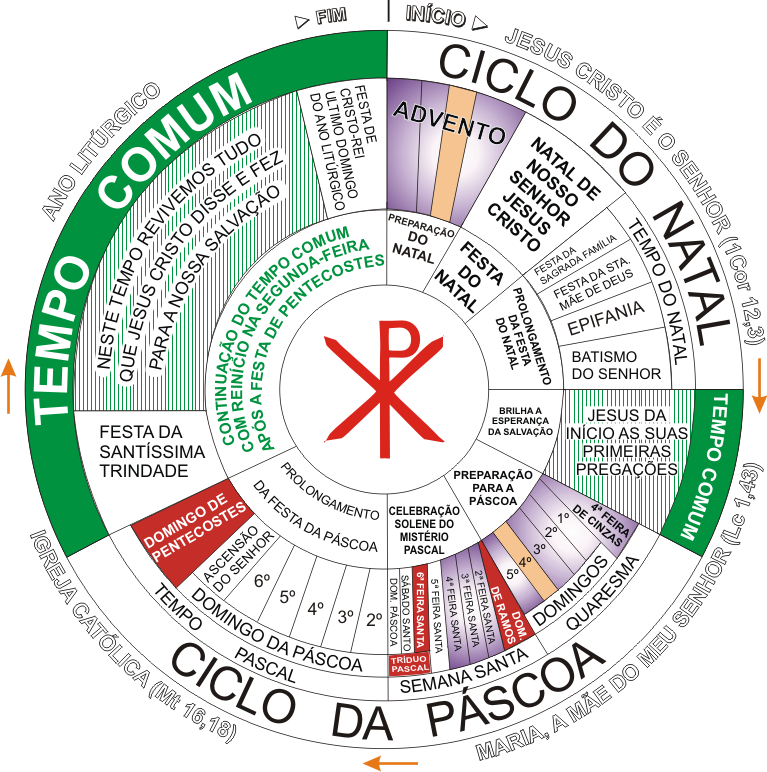 ▷ FIM
INÍCIO ▷
ANO LITÚRGICO
JESUS CRISTO É O SENHOR (1Cor 12,3)
MARIA, A MÃE DO MEU SENHOR (Lc 1,43)
IGREJA CATÓLICA (Mt 16,18)
CICLO DO NATAL
ADVENTO
PREPARAÇÃO
DO
NATAL
NATAL DE
NOSSO
SENHOR
JESUS
CRISTO
FESTA
DO
NATAL
TEMPO DO NATAL
FESTA DA
SAGRADA FAMÍLIA
FESTA DA STA.
MÃE DE DEUS
EPIFANIA
BATISMO
DO SENHOR
PROLONGAMENTO
DA FESTA
DO NATAL
TEMPO COMUM
JESUS DA
INÍCIO AS SUAS
PRIMEIRAS
PREGAÇÕES
BRILHA A
ESPERANÇA
DA SALVAÇÃO
CICLO DA PÁSCOA
PREPARAÇÃO
PARA A
PÁSCOA
QUARESMA
DOMINGOS
4ª FEIRA
DE CINZAS
1º
2º
3º
4º
5º
DOM.
DE RAMOS
SEMANA SANTA
2ª FEIRA SANTA
3ª FEIRA SANTA
4ª FEIRA SANTA
5ª FEIRA SANTA
6ª FEIRA SANTA
SÁBADO SANTO
DOM. PÁSCOA
TRÍDUO
PASCAL
CELEBRAÇÃO
SOLENE DO
MISTÉRIO
PASCAL
TEMPO PASCAL
DOMINGO DA PÁSCOA
2º
3º
4º
5º
6º
ASCENSÃO
DO SENHOR
DOMINGO DE
PENTECOSTES
PROLONGAMENTO
DA FESTA DA PÁSCOA
TEMPO COMUM
FESTA DA
SANTÍSSIMA
TRINDADE
NESTE TEMPO REVIVEMOS TUDO
QUE JESUS CRISTO DISSE E FEZ
PARA A NOSSA SALVAÇÃO
FESTA DE
CRISTO-REI
ULTIMO DOMINGO
DO ANO LITÚRGICO
CONTINUAÇÃO DO TEMPO COMUM
COM REINÍCIO NA SEGUNDA-FEIRA
APÓS A FESTA DE PENTECOSTES